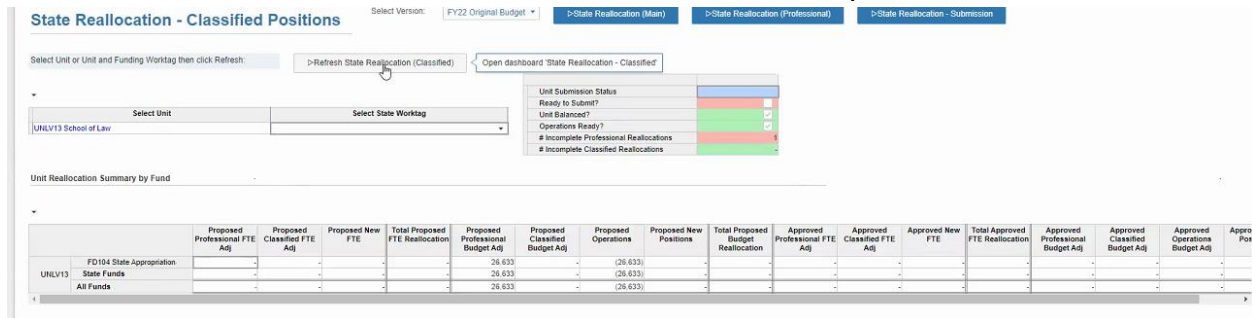 State Reallocation - Classified Positions
Select Version: FY22 Original Budget
▷State Reallocation (Main) ▷State Reallocation (Professional) ▷State Reallocation - Submission
Select Unit or Unit and Funding Worktag then click Refresh:
▷Refresh State Reallocation (Classified)
Open dashboard 'State Reallocation - Classified'
Select Unit Select State Worktag
UNLV13 School of Law
Unit Submission Status
Ready to Submit?
Unit Balanced?
Operations Ready?
# Incomplete Professional Reallocations 1
# Incomplete Classified Reallocations -
Unit Reallocation Summary by Fund
Proposed Professional FTE Adj
Proposed Classified FTE Adj
Proposed New FTE
Total Proposed FTE Reallocation
Proposed Professional Budget Adj
Proposed Classified Budget Adj
Proposed Operations
Proposed New Positions
Total Proposed Budget Reallocation
Approved Professional FTE Adj
Approved Classified FTE Adj
Approved New FTE
Total Approved FTE Reallocation
Approved Professional Budget Adj
Approved Classified Budget Adj
Approved Operations Budget Adj
Appro
Pos
UNLV13
FD104 State Appropriation - - - - 26,633 - (26,633) - - - - - - - - -
State Funds - - - - 26,633 - (26,633) - - - - - - - - -
All Funds - - - - 26,633 - (26,633) - - - - - - - - -